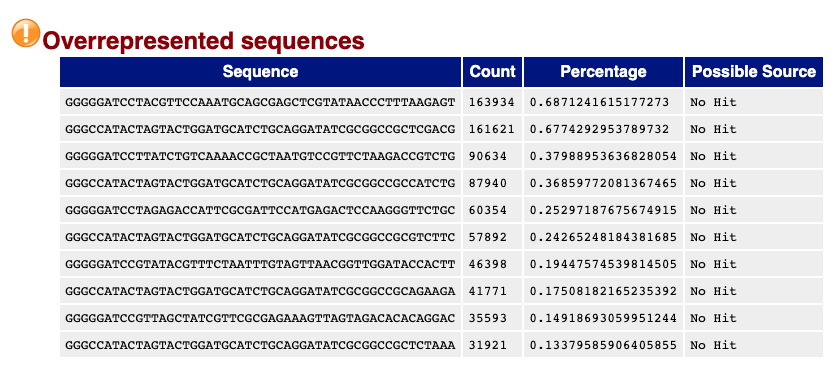 Overrepresented sequences
Sequence Count Percentage Possible Source
GGGGGATCCTACGTTCCAAATGCAGCGAGCTCGTATAACCCTTTAAGAGT 163934 0.6871241615177273 No Hit
GGGCCATACTAGTACTGGATGCATCTGCAGGATATCGCGGCCGCTCGACG 161621 0.6774292953789732 No Hit
GGGGGATCCTTATCTGTCAAAACCGCTAATGTCCGTTCTAAGACCGTCTG 90634 0.37988953636828054 No Hit
GGGCCATACTAGTACTGGATGCATCTGCAGGATATCGCGGCCGCCATCTG 87940 0.36859772081367465 No Hit
GGGGGATCCTAGAGACCATTCGCGATTCCATGAGACTCCAAGGGTTCTGC 60354 0.25297187675674915 No Hit
GGGCCATACTAGTACTGGATGCATCTGCAGGATATCGCGGCCGCGTCTTC 57892 0.24265248184381685 No Hit
GGGGGATCCGTATACGTTTCTAATTTGTAGTTAACGGTTGGATACCACTT 46398 0.19447574539814505 No Hit
GGGCCATACTAGTACTGGATGCATCTGCAGGATATCGCGGCCGCAGAAGA 41771 0.17508182165235392 No Hit
GGGGGATCCGTTAGCTATCGTTCGCGAGAAAGTTAGTAGACACACAGGAC 35593 0.14918693059951244 No Hit
GGGCCATACTAGTACTGGATGCATCTGCAGGATATCGCGGCCGCTCTAAA 31921 0.13379585906405855 No Hit